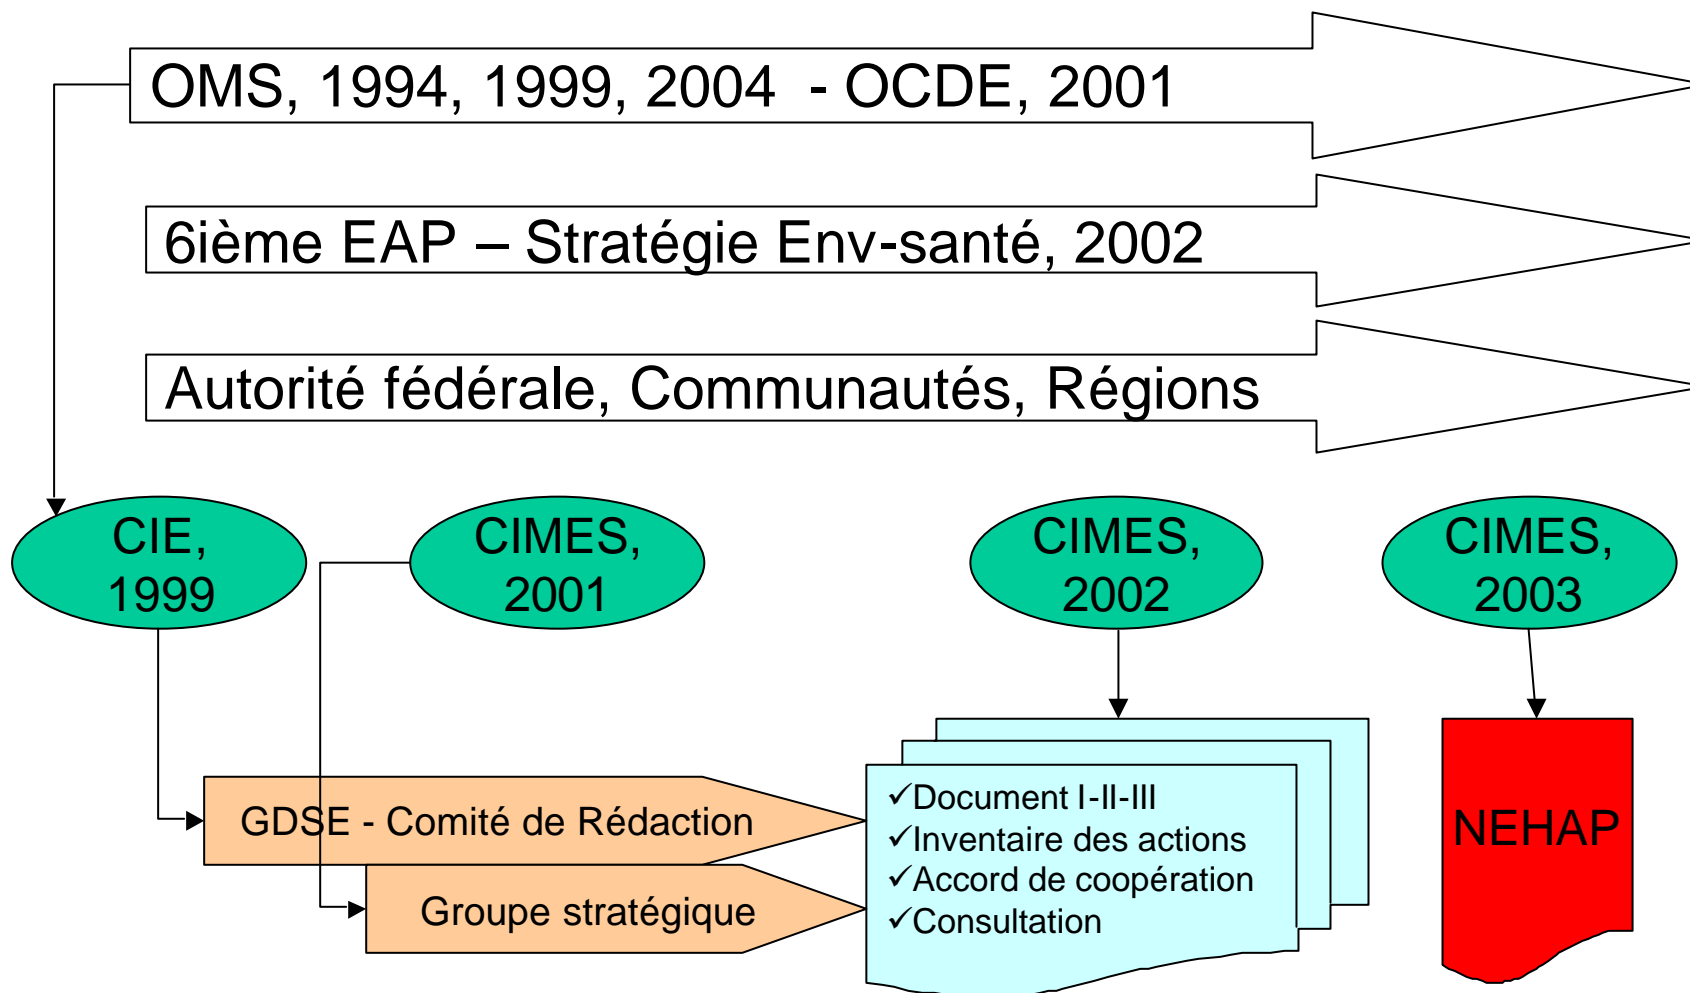 OMS, 1994, 1999, 2004 - OCDE, 2001
6ième EAP – Stratégie Env-santé, 2002
Autorité fédérale, Communautés, Régions
CIE,
1999
CIMES,
2001
CIMES,
2002
CIMES,
2003
GDSE - Comité de Rédaction
Groupe stratégique
✓Document I-II-III
✓Inventaire des actions
✓Accord de coopération
✓Consultation
NEHAP